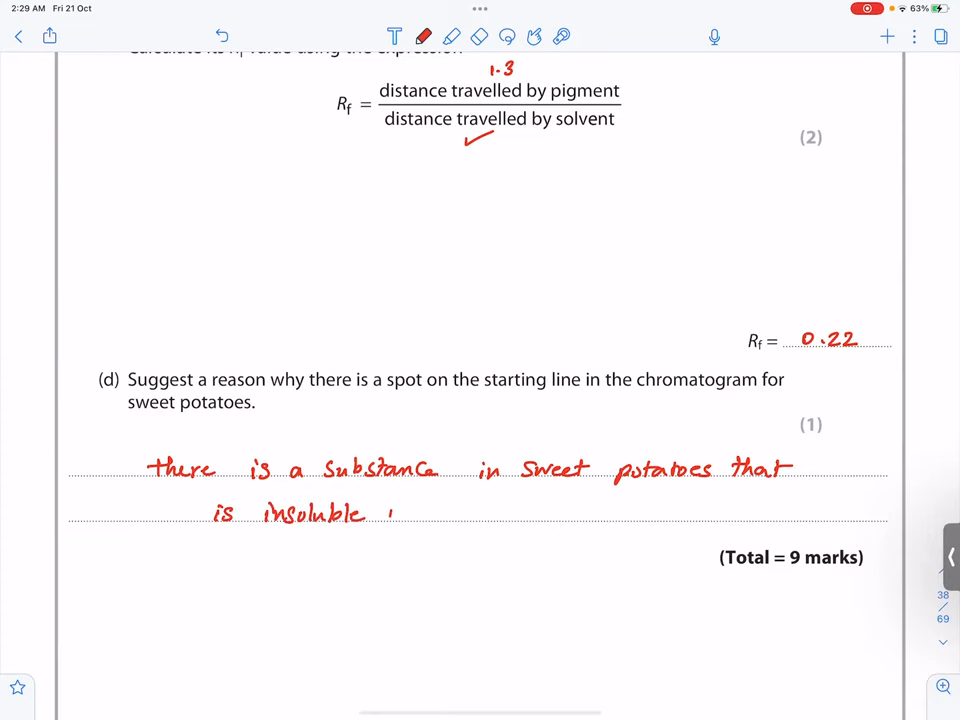 2:29 AM Fri 21 Oct
63%
T
1.3
distance travelled by pigment
Rf =
distance travelled by solvent
(2)
Rf = 0.22
(d) Suggest a reason why there is a spot on the starting line in the chromatogram for
sweet potatoes.
(1)
there is a substance in sweet potatoes that
is insoluble
(Total = 9 marks)
38
/
69